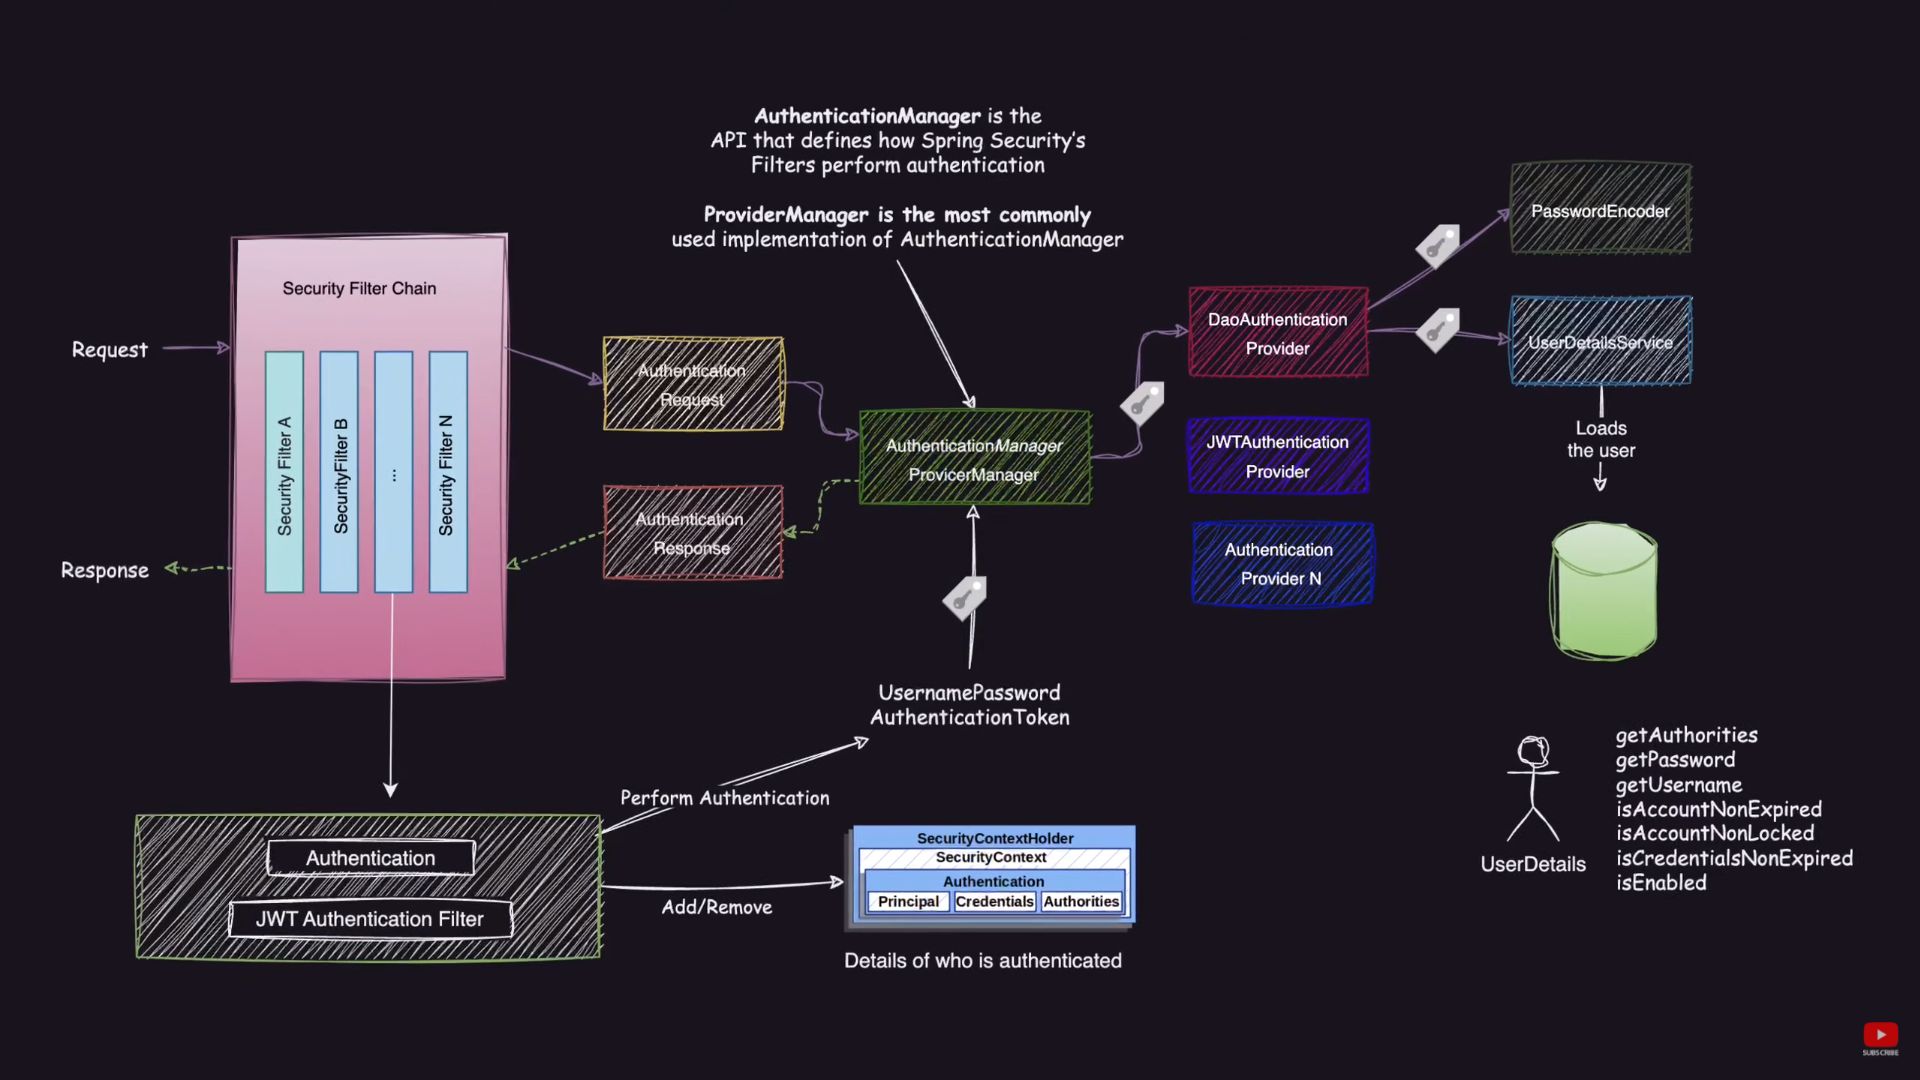 AuthenticationManager is the
API that defines how Spring Security's
Filters perform authentication
ProviderManager is the most commonly
used implementation of AuthenticationManager
Security Filter Chain
Request
Response
Security Filter A
SecurityFilter B
...
Security Filter N
Authentication
Request
Authentication
Response
AuthenticationManager
ProvicerManager
DaoAuthentication
Provider
JWTAuthentication
Provider
Authentication
Provider N
PasswordEncoder
UserDetailsService
Loads
the user
UsernamePassword
AuthenticationToken
Perform Authentication
Authentication
JWT Authentication Filter
Add/Remove
SecurityContextHolder
SecurityContext
Authentication
Principal
Credentials
Authorities
Details of who is authenticated
UserDetails
getAuthorities
getPassword
getUsername
isAccountNonExpired
isAccountNonLocked
isCredentialsNonExpired
isEnabled
SUBSCRIBE